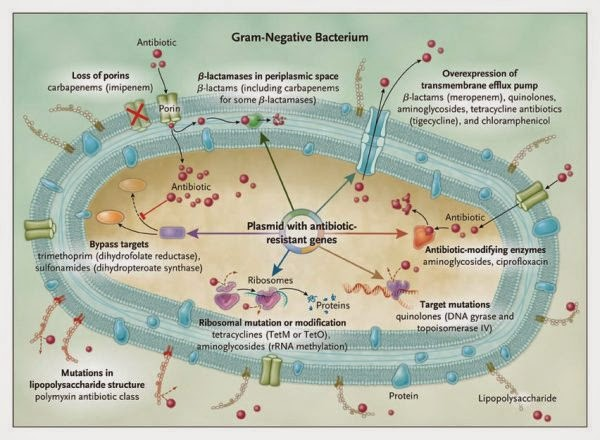 Gram-Negative Bacterium
Antibiotic
Loss of porins
carbapenems (imipenem)
Porin
β-lactamases in periplasmic space
β-lactams (including carbapenems
for some β-lactamases)
Overexpression of
transmembrane efflux pump
β-lactams (meropenem), quinolones,
aminoglycosides, tetracycline antibiotics
(tigecycline), and chloramphenicol
Antibiotic
Bypass targets
trimethoprim (dihydrofolate reductase),
sulfonamides (dihydropteroate synthase)
Plasmid with antibiotic-
resistant genes
Antibiotic
Antibiotic-modifying enzymes
aminoglycosides, ciprofloxacin
Ribosomes
Proteins
Ribosomal mutation or modification
tetracyclines (TetM or TetO),
aminoglycosides (rRNA methylation)
Target mutations
quinolones (DNA gyrase and
topoisomerase IV)
Mutations in
lipopolysaccharide structure
polymyxin antibiotic class
Protein
Lipopolysaccharide